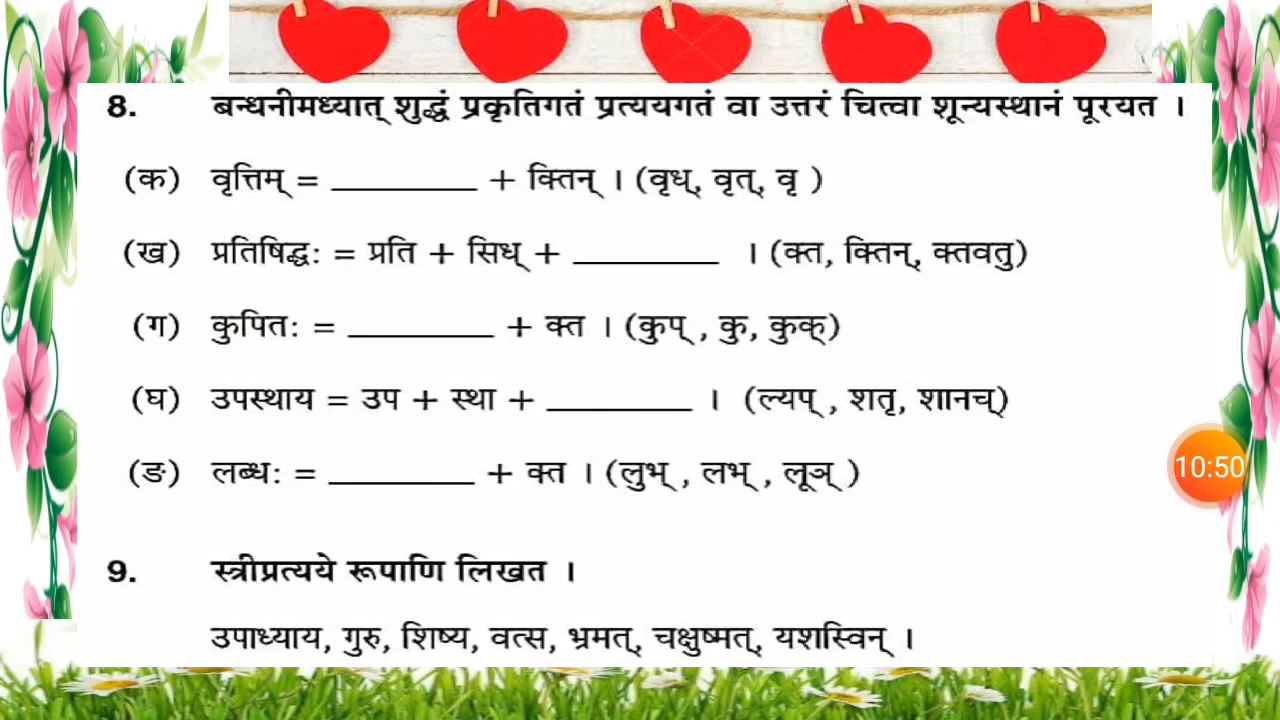 8. बन्धनीमध्यात् शुद्धं प्रकृतिगतं प्रत्ययगतं वा उत्तरं चित्वा शून्यस्थानं पूरयत ।
(क) वृत्तिम् = ________ + क्तिन् । (वृध्, वृत्, वृ )
(ख) प्रतिषिद्धः = प्रति + सिध् + ________ । (क्त, क्तिन्, क्तवतु)
(ग) कुपितः = ________ + क्त । (कुप् , कु, कुक्)
(घ) उपस्थाय = उप + स्था + ________ । (ल्यप् , शतृ, शानच्)
10:50
(ङ) लब्धः = ________ + क्त । (लुभ् , लभ् , लूञ् )
9. स्त्रीप्रत्यये रूपाणि लिखत ।
उपाध्याय, गुरु, शिष्य, वत्स, भ्रमत्, चक्षुष्मत्, यशस्विन् ।